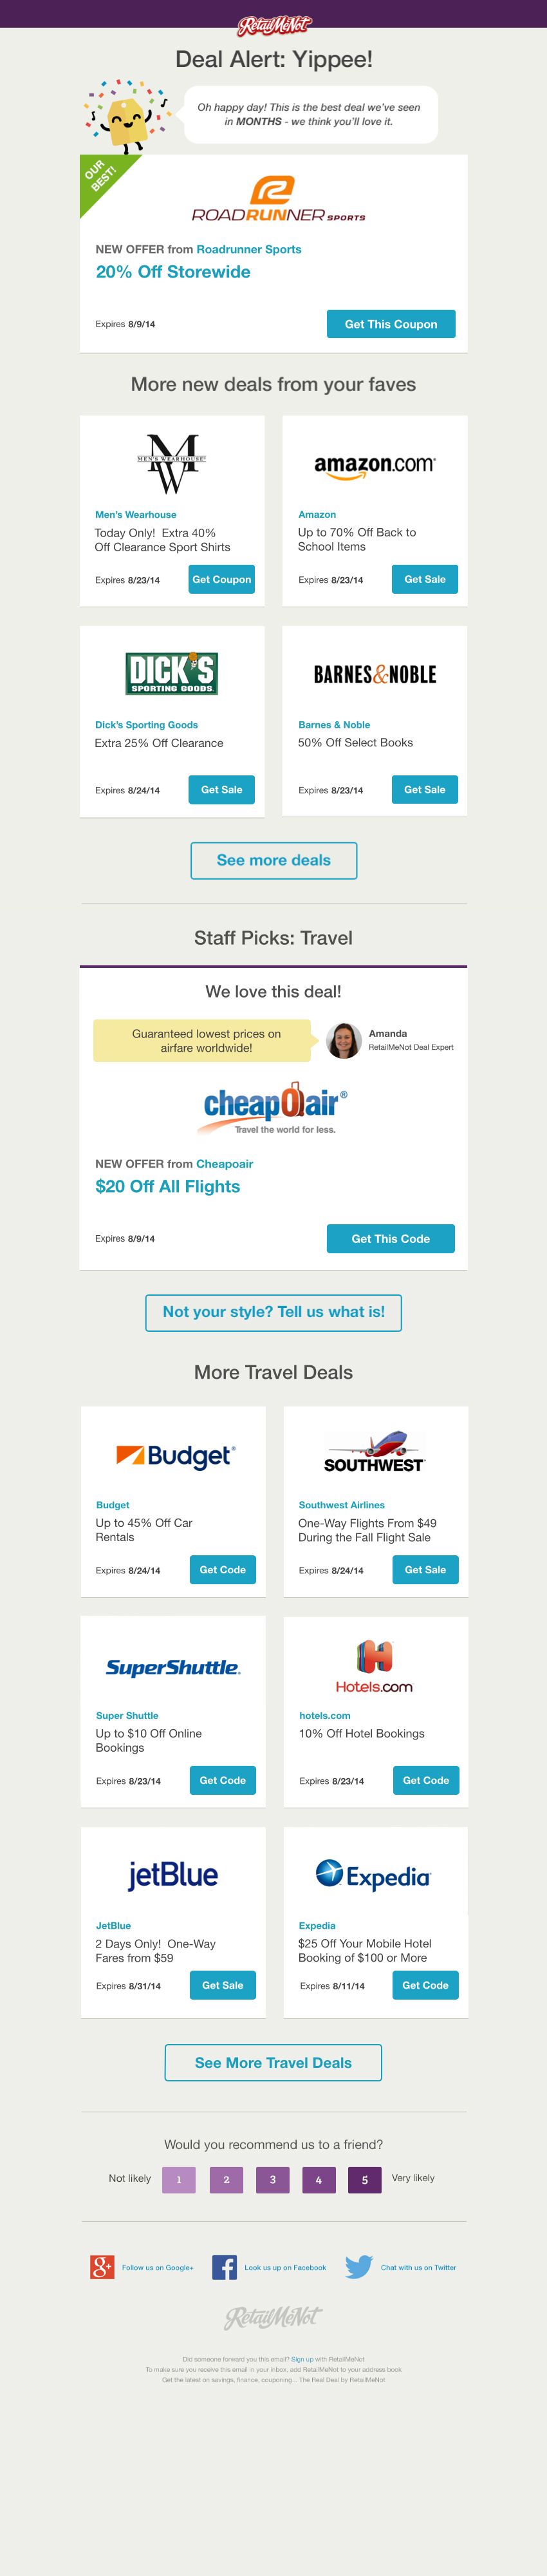 RetailMeNot
Deal Alert: Yippee!
Oh happy day! This is the best deal we've seen
in MONTHS - we think you'll love it.
OUR
BEST!
ROADRUNNER SPORTS
NEW OFFER from Roadrunner Sports
20% Off Storewide
Expires 8/9/14
Get This Coupon
More new deals from your faves
M
MEN'S WEARHOUSE
W
Men's Wearhouse
Today Only! Extra 40%
Off Clearance Sport Shirts
Expires 8/23/14
Get Coupon
amazon.com
Amazon
Up to 70% Off Back to
School Items
Expires 8/23/14
Get Sale
DICK'S
SPORTING GOODS
Dick's Sporting Goods
Extra 25% Off Clearance
Expires 8/24/14
Get Sale
BARNES&NOBLE
Barnes & Noble
50% Off Select Books
Expires 8/23/14
Get Sale
See more deals
Staff Picks: Travel
We love this deal!
Guaranteed lowest prices on
airfare worldwide!
Amanda
RetailMeNot Deal Expert
cheapOair®
Travel the world for less.
NEW OFFER from Cheapoair
$20 Off All Flights
Expires 8/9/14
Get This Code
Not your style? Tell us what is!
More Travel Deals
Budget®
Budget
Up to 45% Off Car
Rentals
Expires 8/24/14
Get Code
SOUTHWEST
Southwest Airlines
One-Way Flights From $49
During the Fall Flight Sale
Expires 8/24/14
Get Sale
SuperShuttle
Super Shuttle
Up to $10 Off Online
Bookings
Expires 8/23/14
Get Code
H
Hotels.com
hotels.com
10% Off Hotel Bookings
Expires 8/23/14
Get Code
jetBlue
JetBlue
2 Days Only! One-Way
Fares from $59
Expires 8/31/14
Get Sale
Expedia
Expedia
$25 Off Your Mobile Hotel
Booking of $100 or More
Expires 8/11/14
Get Code
See More Travel Deals
Would you recommend us to a friend?
Not likely 1 2 3 4 5 Very likely
g+ Follow us on Google+
f Look us up on Facebook
Chat with us on Twitter
RetailMeNot
Did someone forward you this email? Sign up with RetailMeNot
To make sure you receive this email in your inbox, add RetailMeNot to your address book
Get the latest on savings, finance, couponing... The Real Deal by RetailMeNot